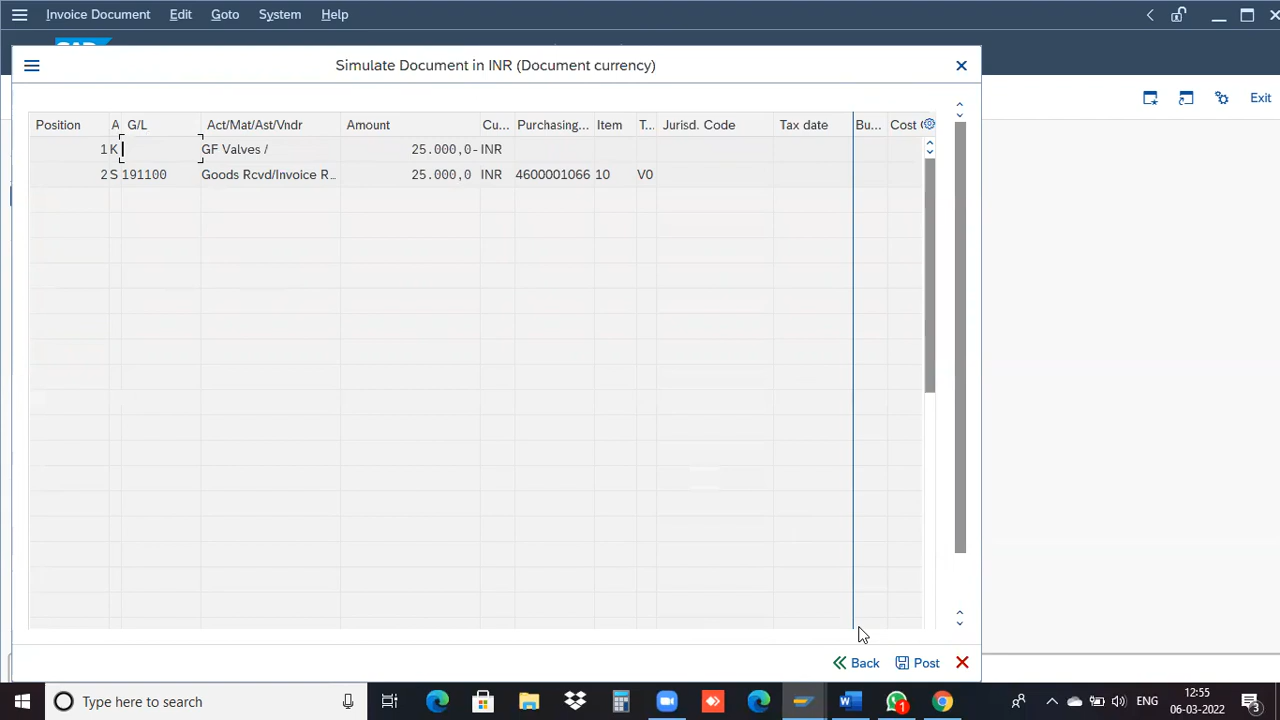 Invoice Document Edit Goto System Help
SAP
Simulate Document in INR (Document currency)
Exit
Position A G/L Act/Mat/Ast/Vndr Amount Cu... Purchasing... Item T... Jurisd. Code Tax date Bu... Cost
1 K GF Valves / 25.000,0- INR
2 S 191100 Goods Rcvd/Invoice R... 25.000,0 INR 4600001066 10 V0
Back Post
Type here to search
1
ENG
12:55
06-03-2022
3